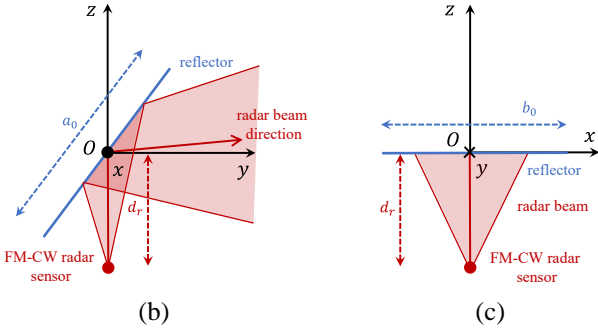 z
reflector
a₀
radar beam
direction
O
x
y
dᵣ
FM-CW radar
sensor
(b)
z
b₀
O
x
y
reflector
dᵣ
radar beam
FM-CW radar
sensor
(c)